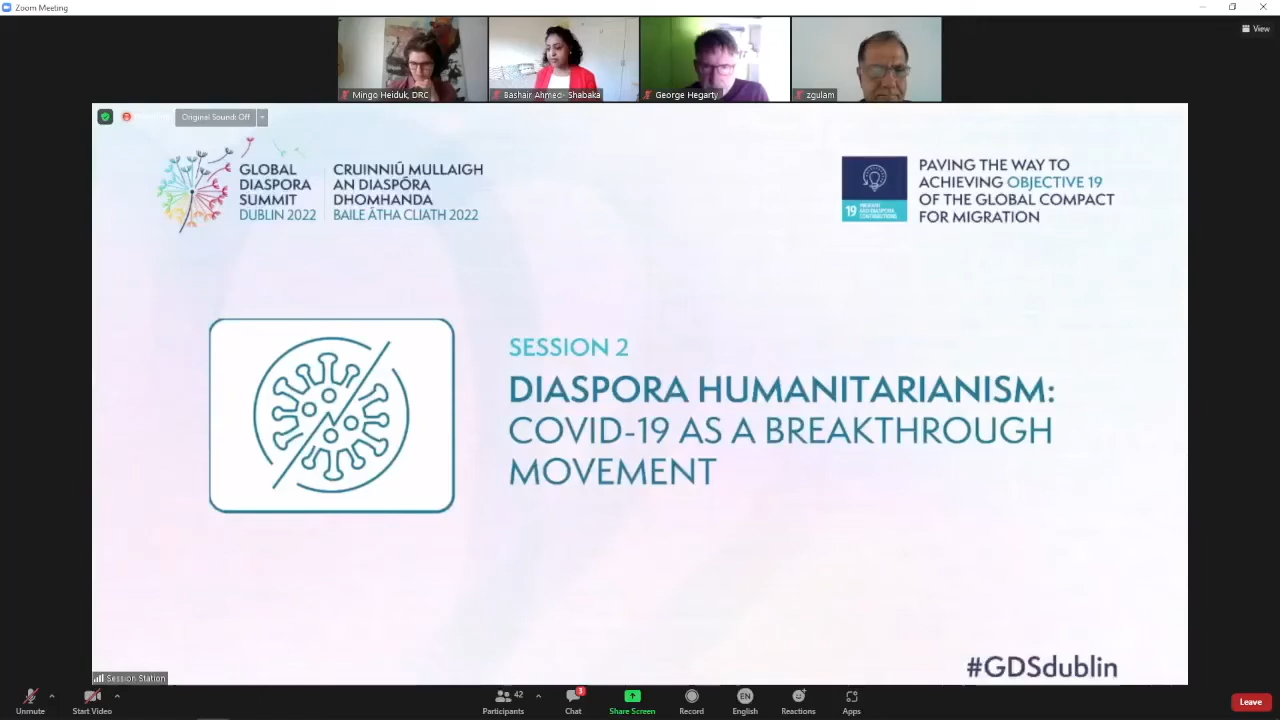 Zoom Meeting
View
Mingo Heiduk, DRC
Bashair Ahmed- Shabaka
George Hegarty
zgulam
Original Sound: Off
GLOBAL
DIASPORA
SUMMIT
DUBLIN 2022
CRUINNIÚ MULLAIGH
AN DIASPÓRA
DHOMHANDA
BAILE ÁTHA CLIATH 2022
19
PAVING THE WAY TO
ACHIEVING OBJECTIVE 19
OF THE GLOBAL COMPACT
FOR MIGRATION
SESSION 2
DIASPORA HUMANITARIANISM:
COVID-19 AS A BREAKTHROUGH
MOVEMENT
#GDSdublin
Session Station
Unmute
Start Video
42
Participants
3
Chat
Share Screen
Record
EN
English
Reactions
Apps
Leave